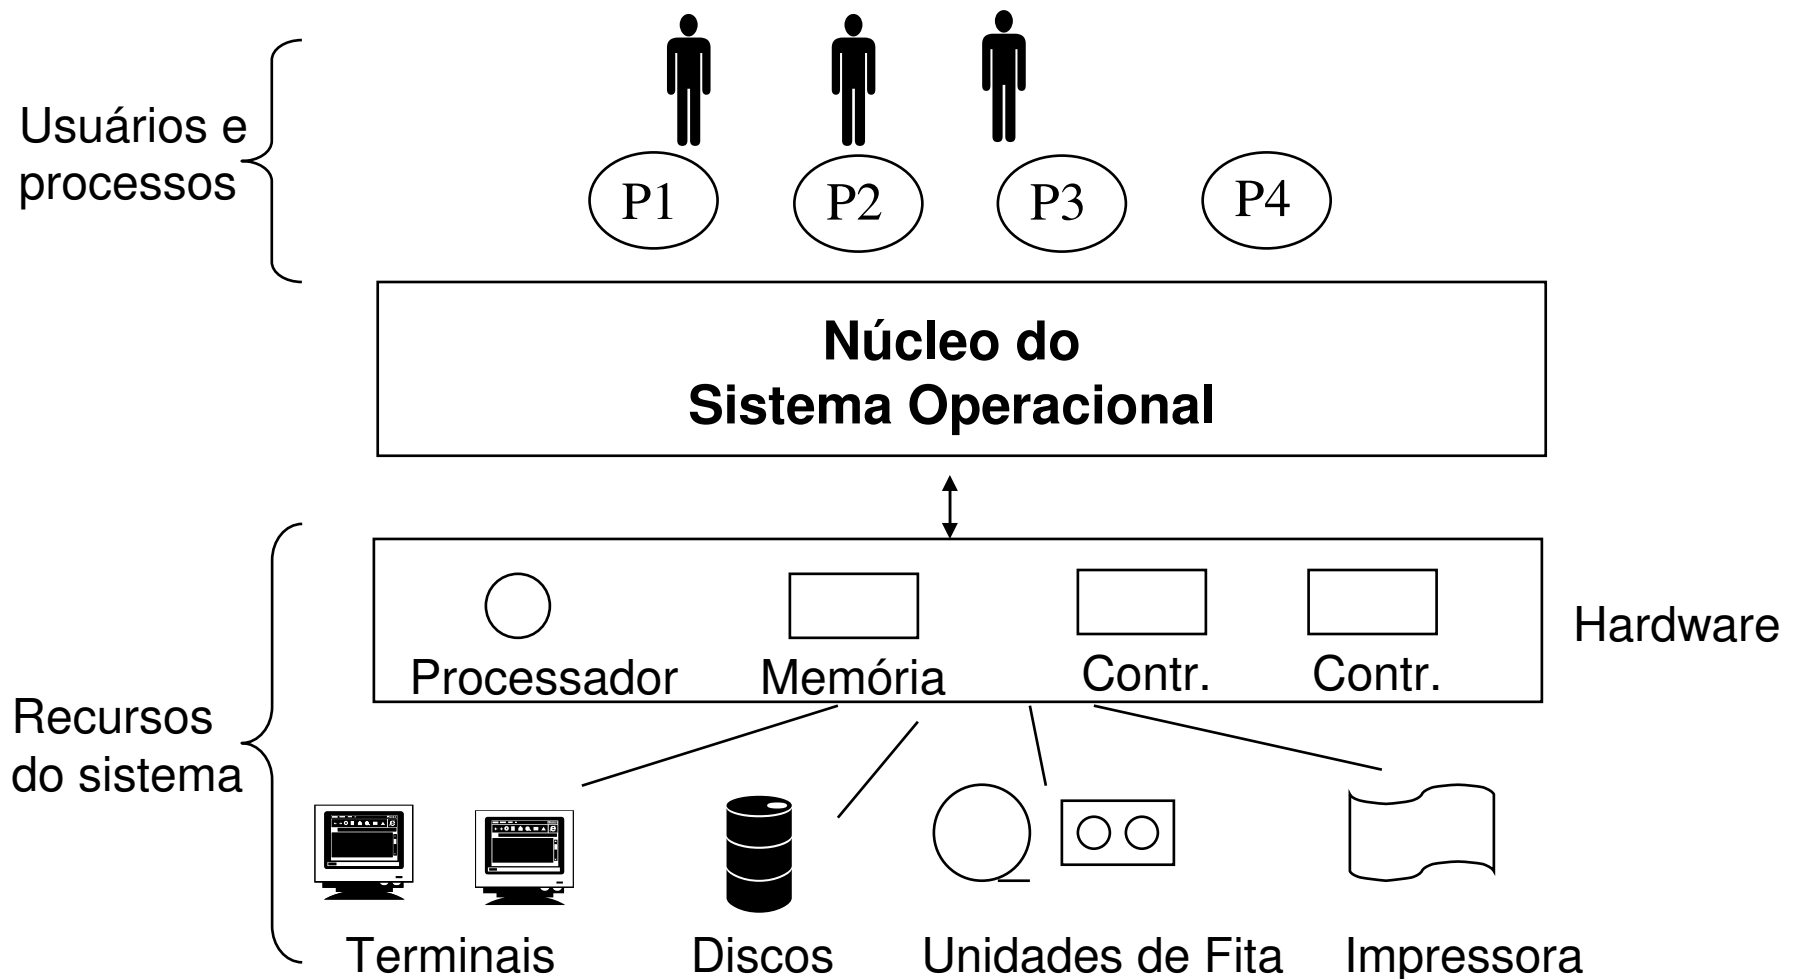 Usuários e
processos
P1
P2
P3
P4
Núcleo do
Sistema Operacional
Processador
Memória
Contr.
Contr.
Hardware
Recursos
do sistema
Terminais
Discos
Unidades de Fita
Impressora